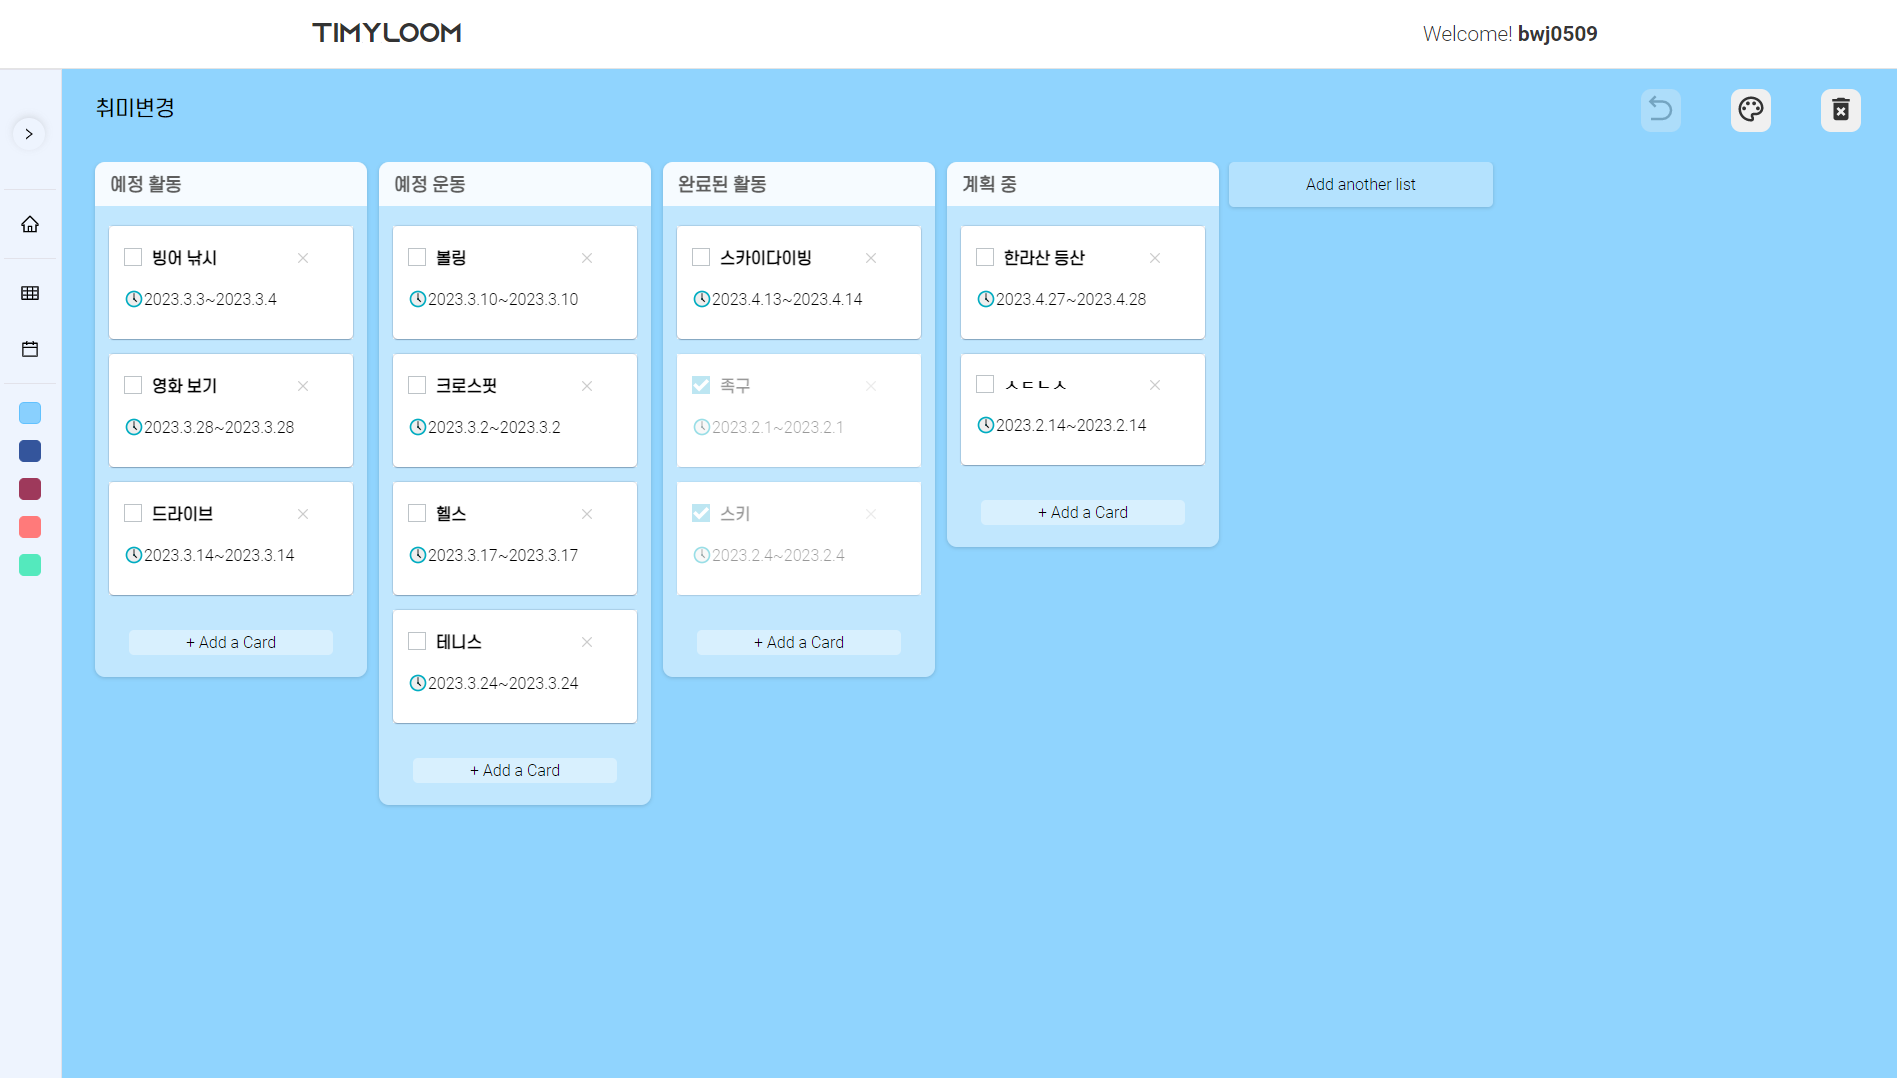 TIMYLOOM
Welcome! bwj0509
취미변경
예정 활동
빙어 낚시
2023.3.3~2023.3.4
영화 보기
2023.3.28~2023.3.28
드라이브
2023.3.14~2023.3.14
+ Add a Card
예정 운동
볼링
2023.3.10~2023.3.10
크로스핏
2023.3.2~2023.3.2
헬스
2023.3.17~2023.3.17
테니스
2023.3.24~2023.3.24
+ Add a Card
완료된 활동
스카이다이빙
2023.4.13~2023.4.14
족구
2023.2.1~2023.2.1
스키
2023.2.4~2023.2.4
+ Add a Card
계획 중
한라산 등산
2023.4.27~2023.4.28
ㅅㄷㄴㅅ
2023.2.14~2023.2.14
+ Add a Card
Add another list